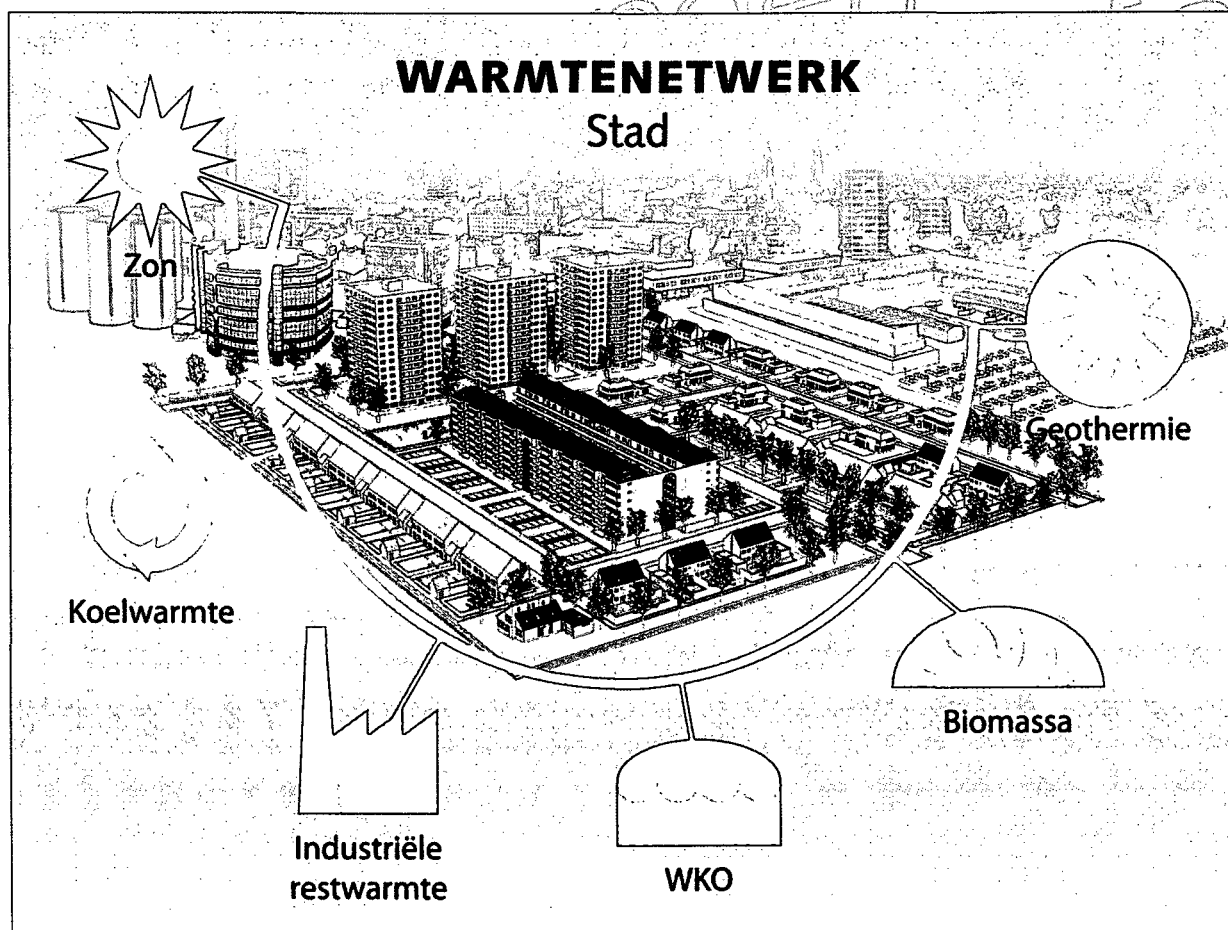 WARMTENETWERK
Stad
Zon
Geothermie
Koelwarmte
Biomassa
Industriële
restwarmte
WKO